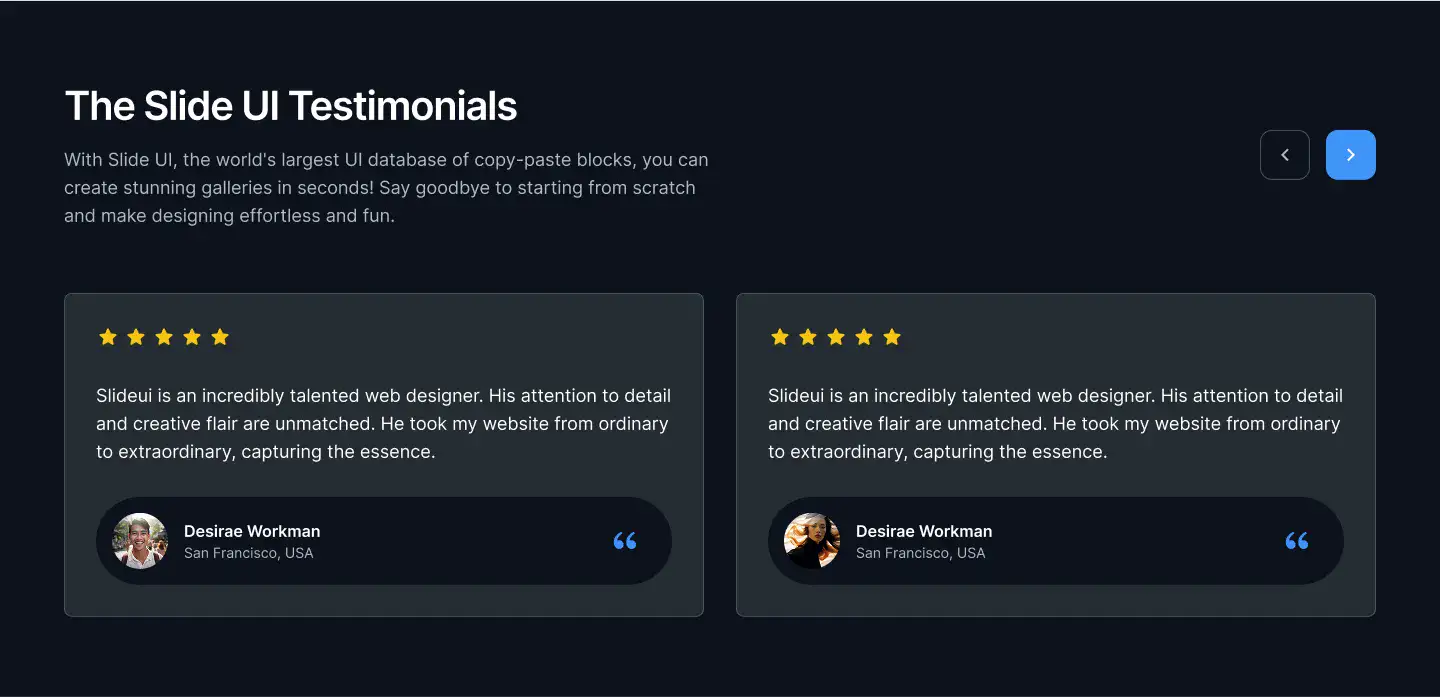 The Slide UI Testimonials
With Slide UI, the world's largest UI database of copy-paste blocks, you can
create stunning galleries in seconds! Say goodbye to starting from scratch
and make designing effortless and fun.
Slideui is an incredibly talented web designer. His attention to detail
and creative flair are unmatched. He took my website from ordinary
to extraordinary, capturing the essence.
Desirae Workman
San Francisco, USA
Slideui is an incredibly talented web designer. His attention to detail
and creative flair are unmatched. He took my website from ordinary
to extraordinary, capturing the essence.
Desirae Workman
San Francisco, USA